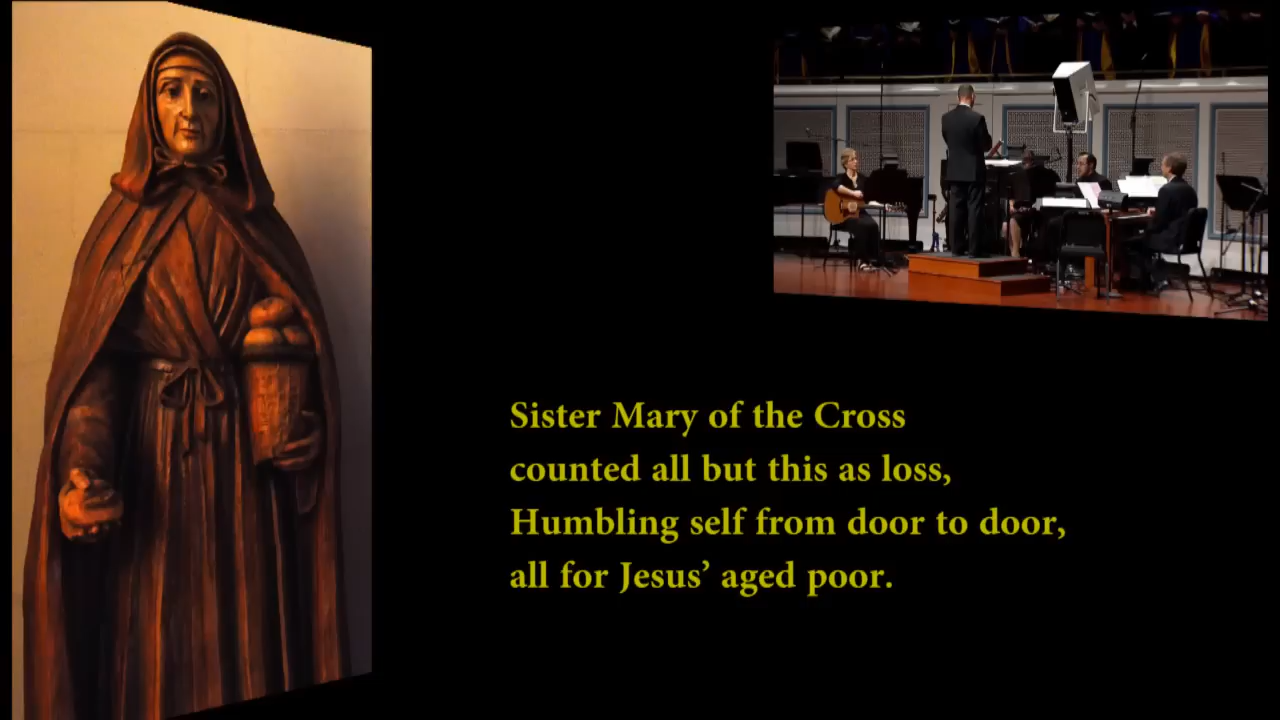 Sister Mary of the Cross
counted all but this as loss,
Humbling self from door to door,
all for Jesus’ aged poor.